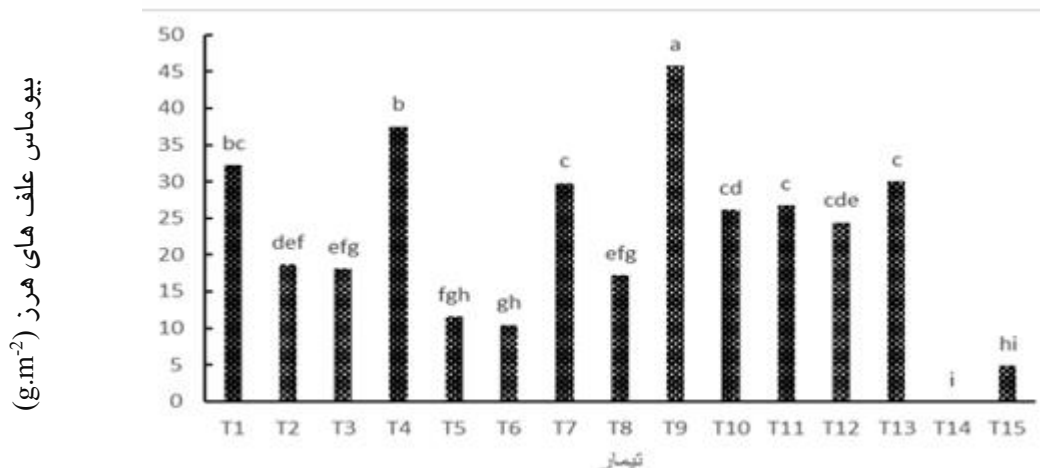 بیوماس علف های هرز (g.m-2)
50
45
40
35
30
25
20
15
10
5
0
bc
def
efg
b
fgh
gh
c
efg
a
cd
c
cde
c
i
hi
T1 T2 T3 T4 T5 T6 T7 T8 T9 T10 T11 T12 T13 T14 T15
تیمار